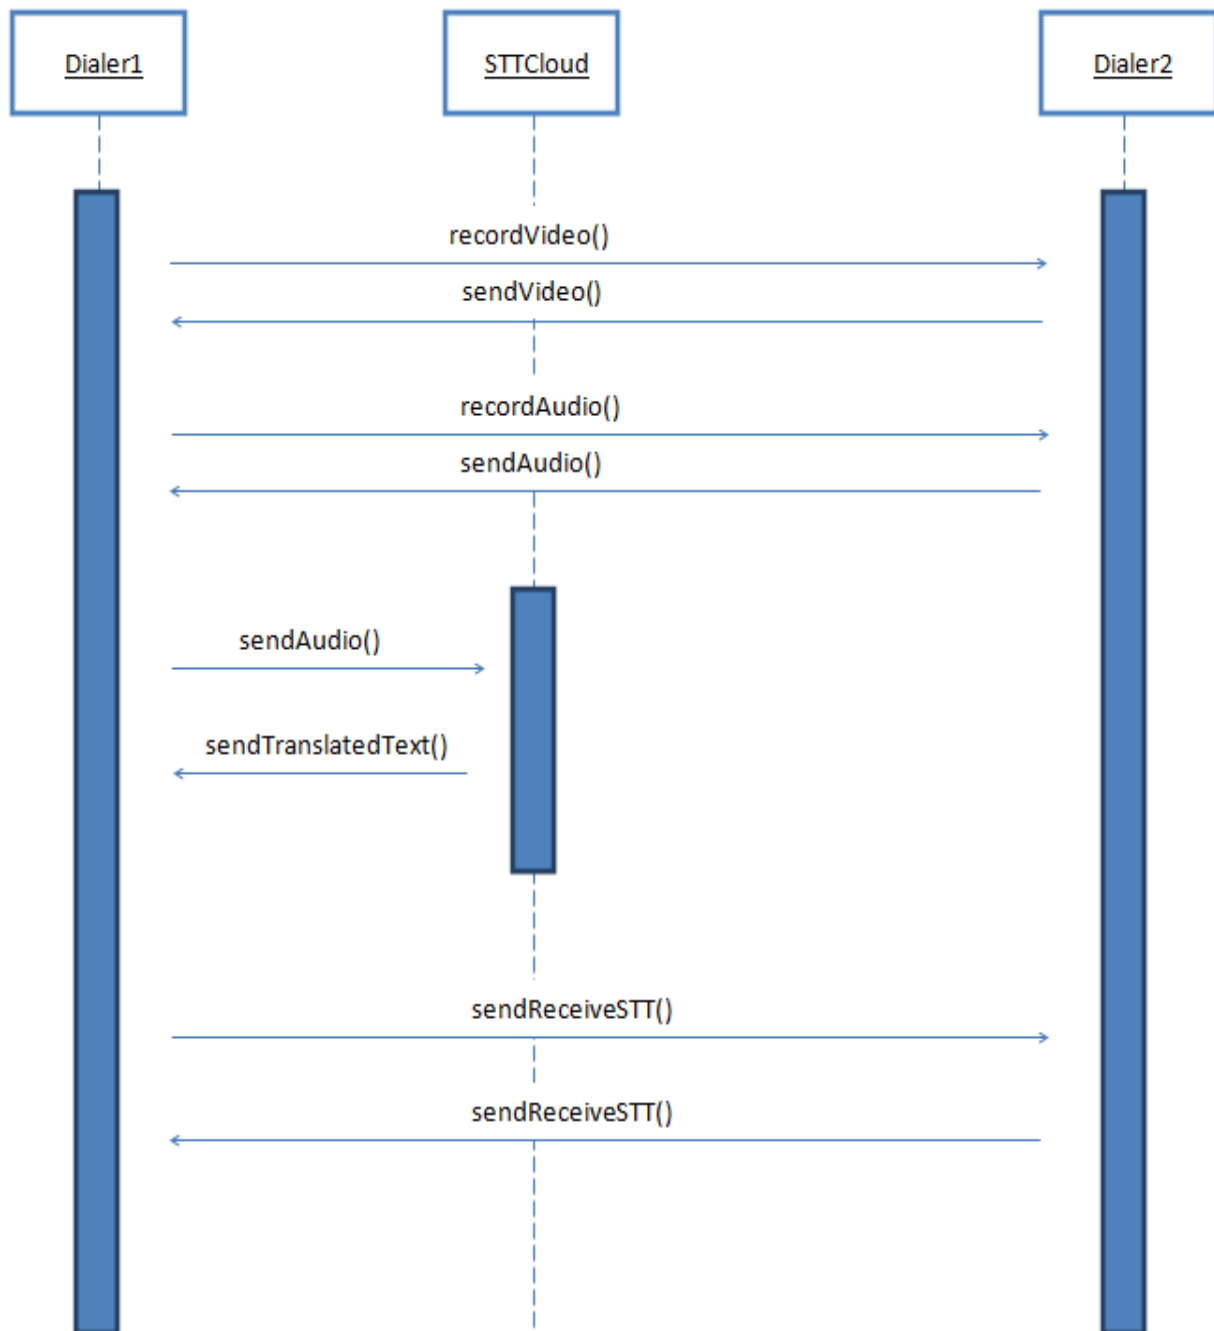 Dialer1
STTCloud
Dialer2
recordVideo()
sendVideo()
recordAudio()
sendAudio()
sendAudio()
sendTranslatedText()
sendReceiveSTT()
sendReceiveSTT()